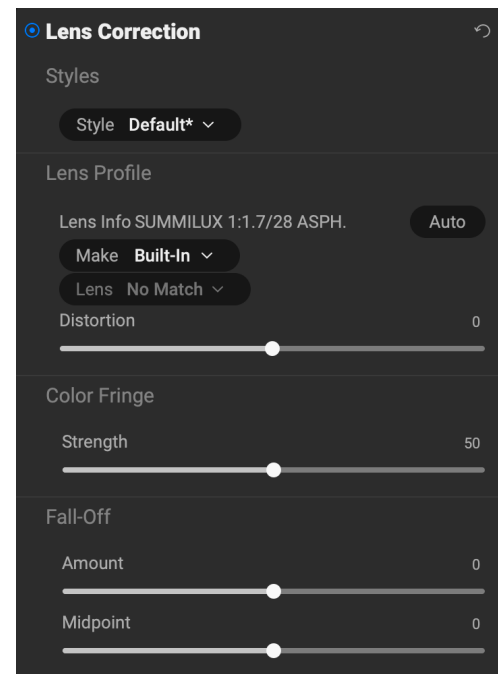 Lens Correction
Styles
Style Default*
Lens Profile
Lens Info SUMMILUX 1:1.7/28 ASPH. Auto
Make Built-In
Lens No Match
Distortion 0
Color Fringe
Strength 50
Fall-Off
Amount 0
Midpoint 0